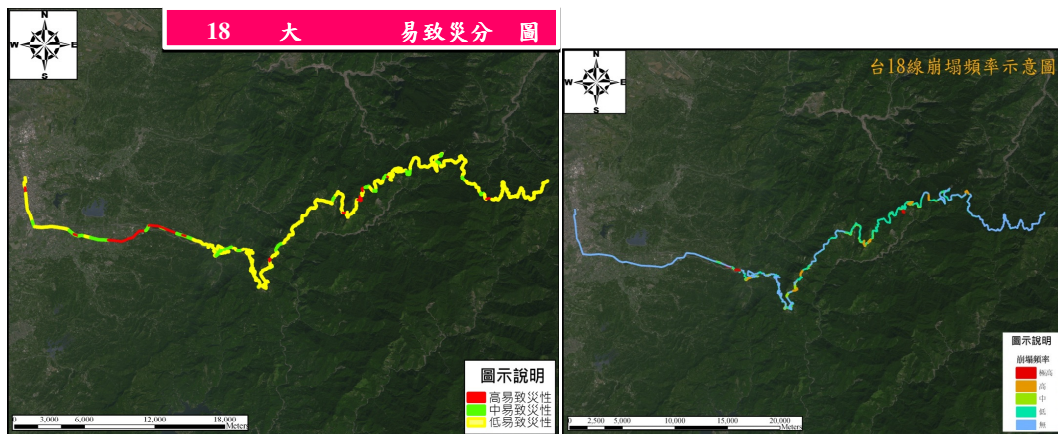 18 大 易致災分 圖
N
W E
S
圖示說明
高易致災性
中易致災性
低易致災性
0 3,000 6,000 12,000 18,000
Meters
台18線崩塌頻率示意圖
N
W E
S
圖示說明
崩塌頻率
極高
高
中
低
無
0 2,500 5,000 10,000 15,000 20,000
Meters